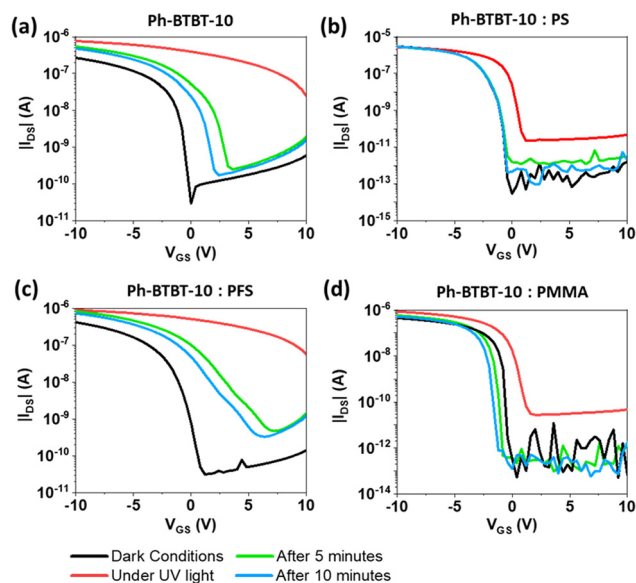 (a) Ph-BTBT-10
10⁻⁶
10⁻⁷
10⁻⁸
10⁻⁹
10⁻¹⁰
10⁻¹¹
|I_DS| (A)
-10 -5 0 5 10
V_GS (V)
(b) Ph-BTBT-10 : PS
10⁻⁵
10⁻⁷
10⁻⁹
10⁻¹¹
10⁻¹³
10⁻¹⁵
|I_DS| (A)
-10 -5 0 5 10
V_GS (V)
(c) Ph-BTBT-10 : PFS
10⁻⁶
10⁻⁷
10⁻⁸
10⁻⁹
10⁻¹⁰
10⁻¹¹
|I_DS| (A)
-10 -5 0 5 10
V_GS (V)
(d) Ph-BTBT-10 : PMMA
10⁻⁶
10⁻⁸
10⁻¹⁰
10⁻¹²
10⁻¹⁴
|I_DS| (A)
-10 -5 0 5 10
V_GS (V)
Dark Conditions After 5 minutes
Under UV light After 10 minutes